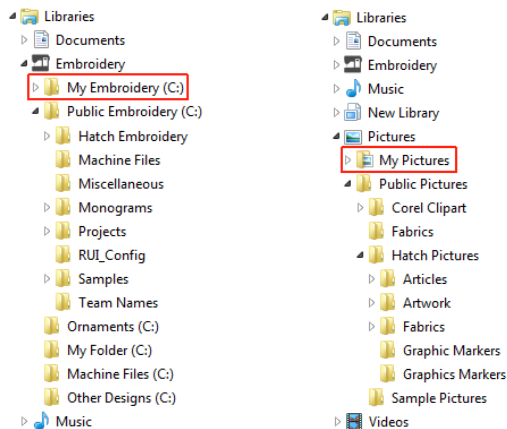 Libraries
Documents
Embroidery
My Embroidery (C:)
Public Embroidery (C:)
Hatch Embroidery
Machine Files
Miscellaneous
Monograms
Projects
RUI_Config
Samples
Team Names
Ornaments (C:)
My Folder (C:)
Machine Files (C:)
Other Designs (C:)
Music
Libraries
Documents
Embroidery
Music
New Library
Pictures
My Pictures
Public Pictures
Corel Clipart
Fabrics
Hatch Pictures
Articles
Artwork
Fabrics
Graphic Markers
Graphics Markers
Sample Pictures
Videos